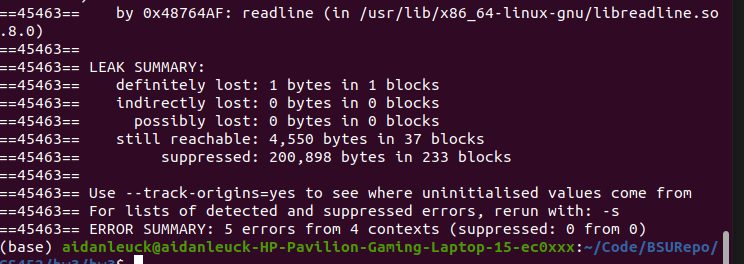 ==45463==    by 0x48764AF: readline (in /usr/lib/x86_64-linux-gnu/libreadline.so
.8.0)
==45463==
==45463== LEAK SUMMARY:
==45463==    definitely lost: 1 bytes in 1 blocks
==45463==    indirectly lost: 0 bytes in 0 blocks
==45463==      possibly lost: 0 bytes in 0 blocks
==45463==    still reachable: 4,550 bytes in 37 blocks
==45463==         suppressed: 200,898 bytes in 233 blocks
==45463==
==45463== Use --track-origins=yes to see where uninitialised values come from
==45463== For lists of detected and suppressed errors, rerun with: -s
==45463== ERROR SUMMARY: 5 errors from 4 contexts (suppressed: 0 from 0)
(base) aidanleuck@aidanleuck-HP-Pavilion-Gaming-Laptop-15-ec0xxx:~/Code/BSURepo/